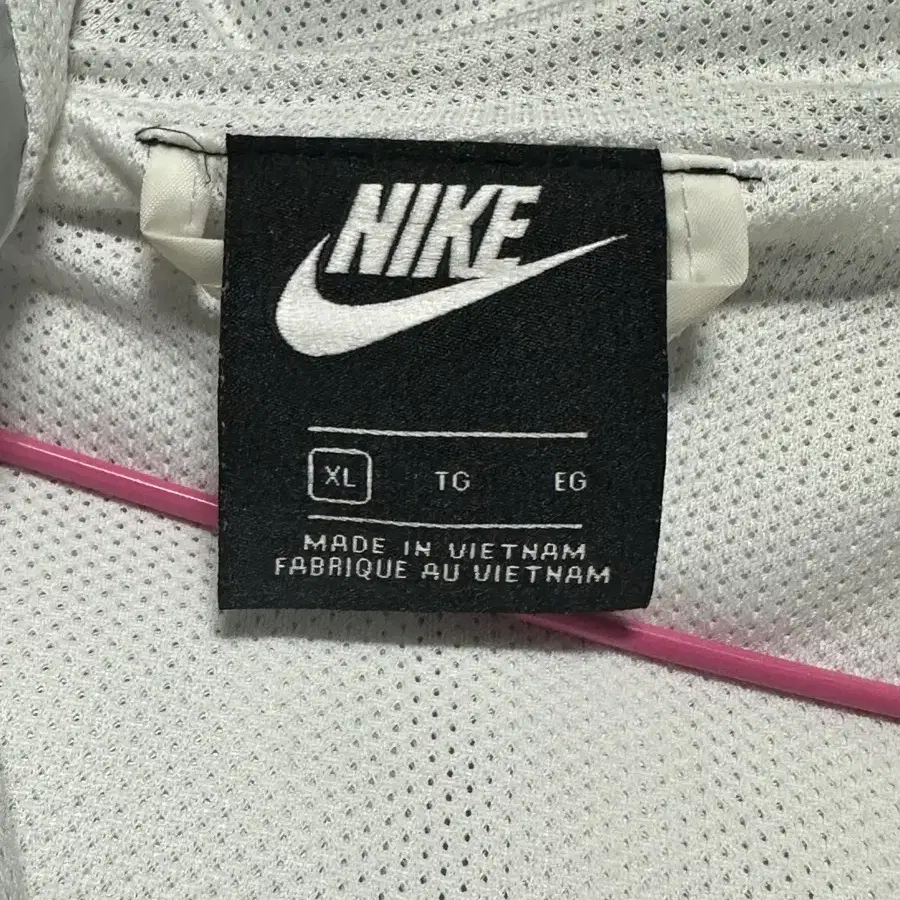 NIKE
XL TG EG
MADE IN VIETNAM
FABRIQUE AU VIETNAM